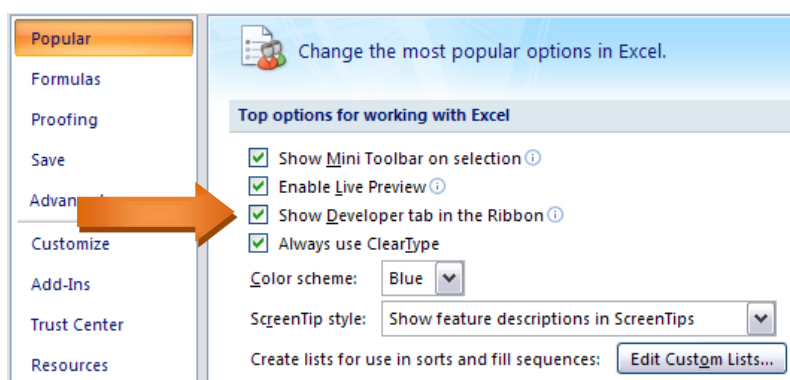 Popular
Formulas
Proofing
Save
Customize
Add-Ins
Trust Center
Resources
Change the most popular options in Excel.
Top options for working with Excel
Show Mini Toolbar on selection
Enable Live Preview
Show Developer tab in the Ribbon
Always use ClearType
Color scheme: Blue
ScreenTip style: Show feature descriptions in ScreenTips
Create lists for use in sorts and fill sequences: Edit Custom Lists...